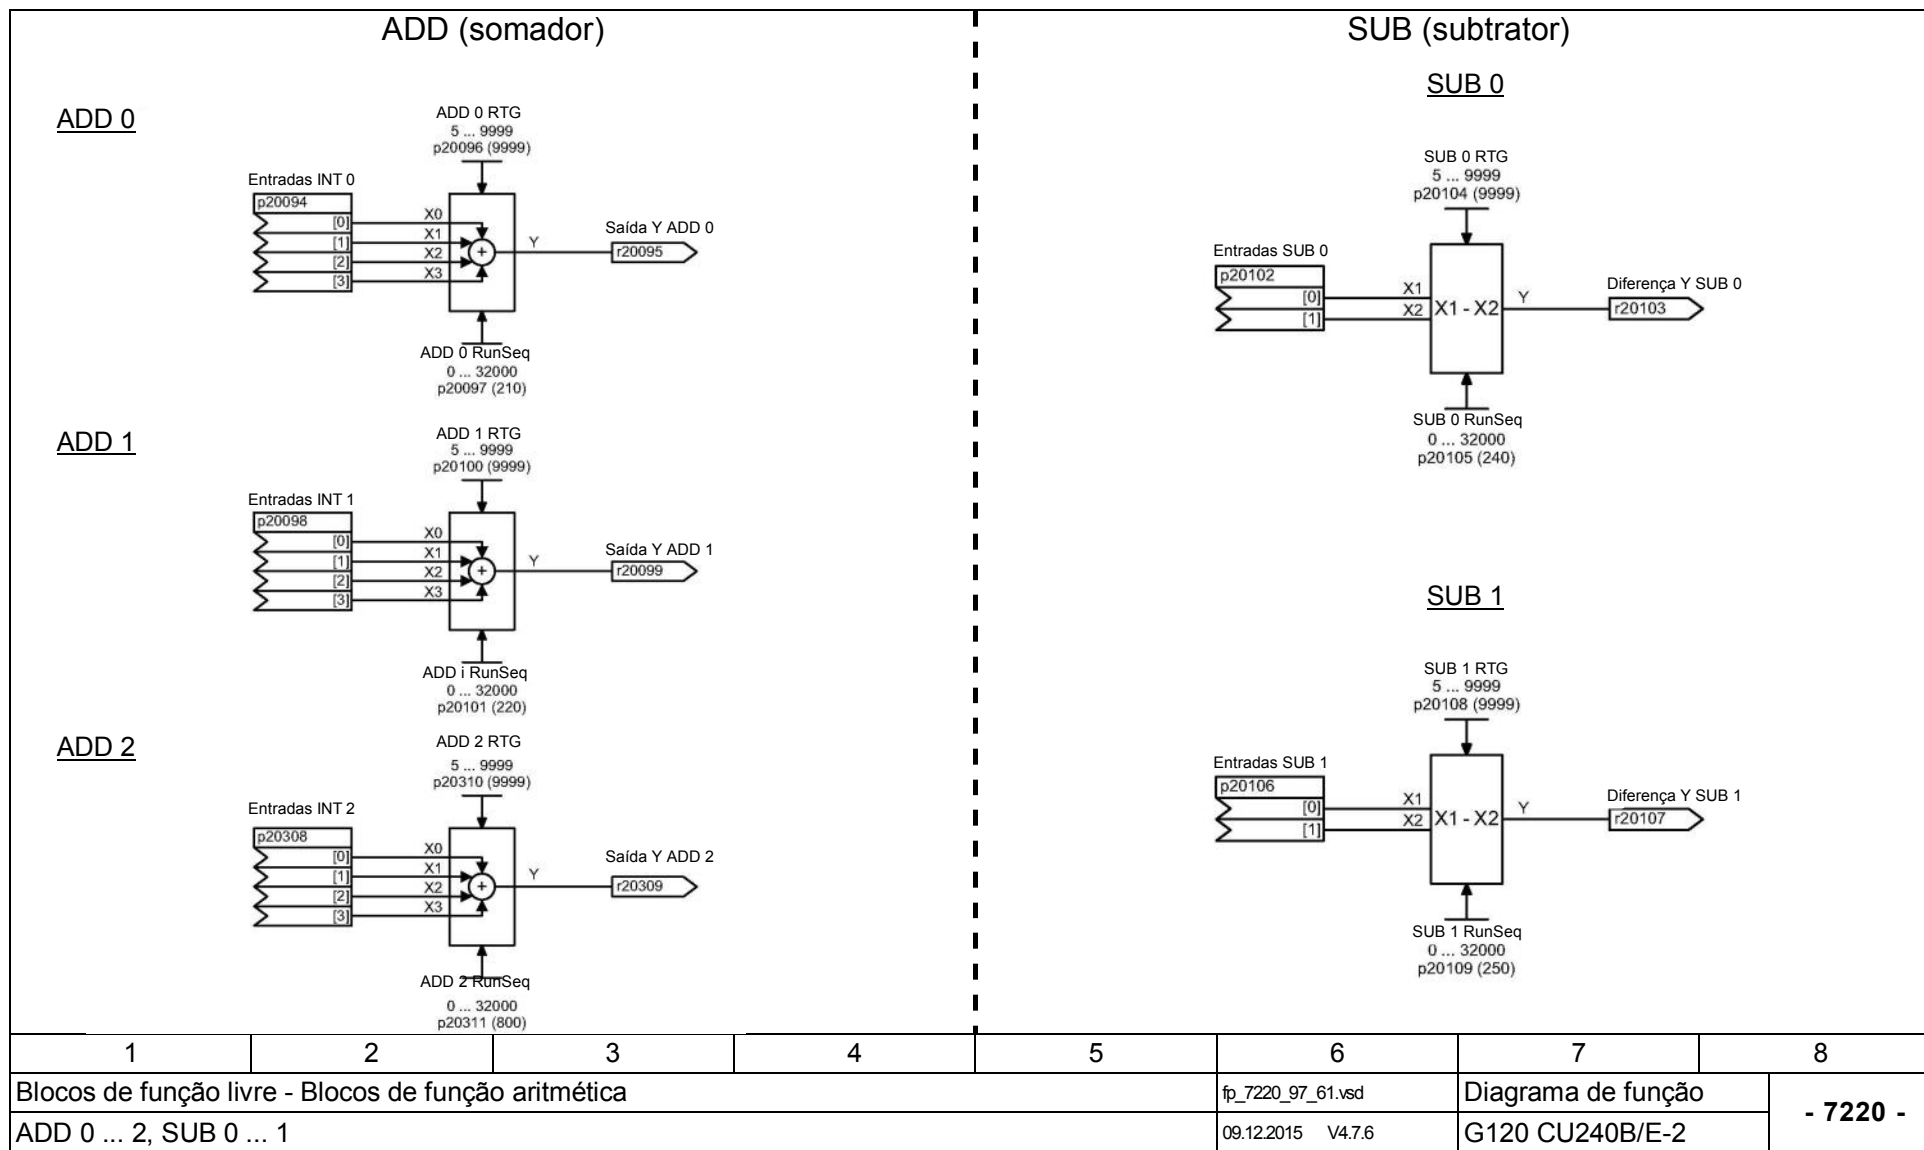 ADD (somador)
ADD 0
ADD 0 RTG
5 ... 9999
p20096 (9999)
Entradas INT 0
p20094
[0]
[1]
[2]
[3]
X0
X1
X2
X3
+
Y
Saída Y ADD 0
r20095
ADD 0 RunSeq
0 ... 32000
p20097 (210)
ADD 1
ADD 1 RTG
5 ... 9999
p20100 (9999)
Entradas INT 1
p20098
[0]
[1]
[2]
[3]
X0
X1
X2
X3
+
Y
Saída Y ADD 1
r20099
ADD i RunSeq
0 ... 32000
p20101 (220)
ADD 2
ADD 2 RTG
5 ... 9999
p20310 (9999)
Entradas INT 2
p20308
[0]
[1]
[2]
[3]
X0
X1
X2
X3
+
Y
Saída Y ADD 2
r20309
ADD 2 RunSeq
0 ... 32000
p20311 (800)
SUB (subtrator)
SUB 0
SUB 0 RTG
5 ... 9999
p20104 (9999)
Entradas SUB 0
p20102
[0]
[1]
X1
X2
X1 - X2
Y
Diferença Y SUB 0
r20103
SUB 0 RunSeq
0 ... 32000
p20105 (240)
SUB 1
SUB 1 RTG
5 ... 9999
p20108 (9999)
Entradas SUB 1
p20106
[0]
[1]
X1
X2
X1 - X2
Y
Diferença Y SUB 1
r20107
SUB 1 RunSeq
0 ... 32000
p20109 (250)
1 2 3 4 5 6 7 8
Blocos de função livre - Blocos de função aritmética
fp_7220_97_61.vsd
Diagrama de função
- 7220 -
ADD 0 ... 2, SUB 0 ... 1
09.12.2015 V4.7.6
G120 CU240B/E-2